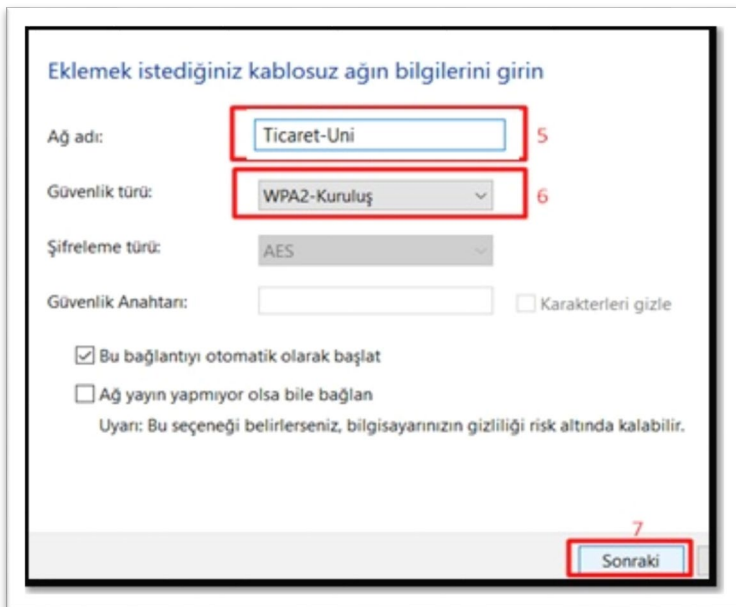 Eklemek istediğiniz kablosuz ağın bilgilerini girin
Ağ adı: Ticaret-Uni 5
Güvenlik türü: WPA2-Kuruluş 6
Şifreleme türü: AES
Güvenlik Anahtarı: Karakterleri gizle
Bu bağlantıyı otomatik olarak başlat
Ağ yayın yapmıyor olsa bile bağlan
Uyarı: Bu seçeneği belirlerseniz, bilgisayarınızın gizliliği risk altında kalabilir.
7
Sonraki